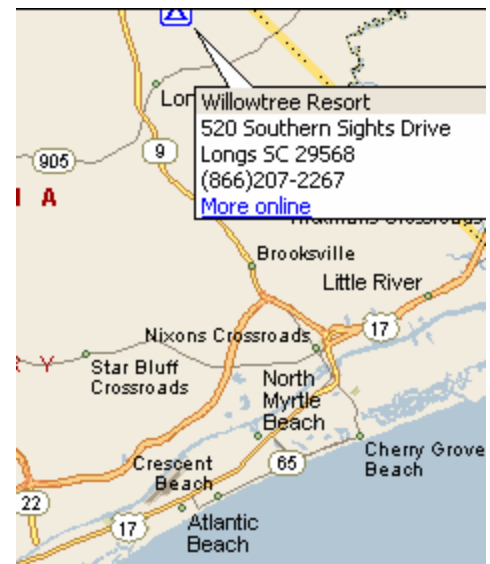 Lor
Willowtree Resort
520 Southern Sights Drive
Longs SC 29568
(866)207-2267
More online
905
9
I A
Brooksville
Little River
17
Nixons Crossroads
R Y
Star Bluff
Crossroads
North
Myrtle
Beach
Cherry Grove
Beach
65
Crescent
Beach
22
17
Atlantic
Beach